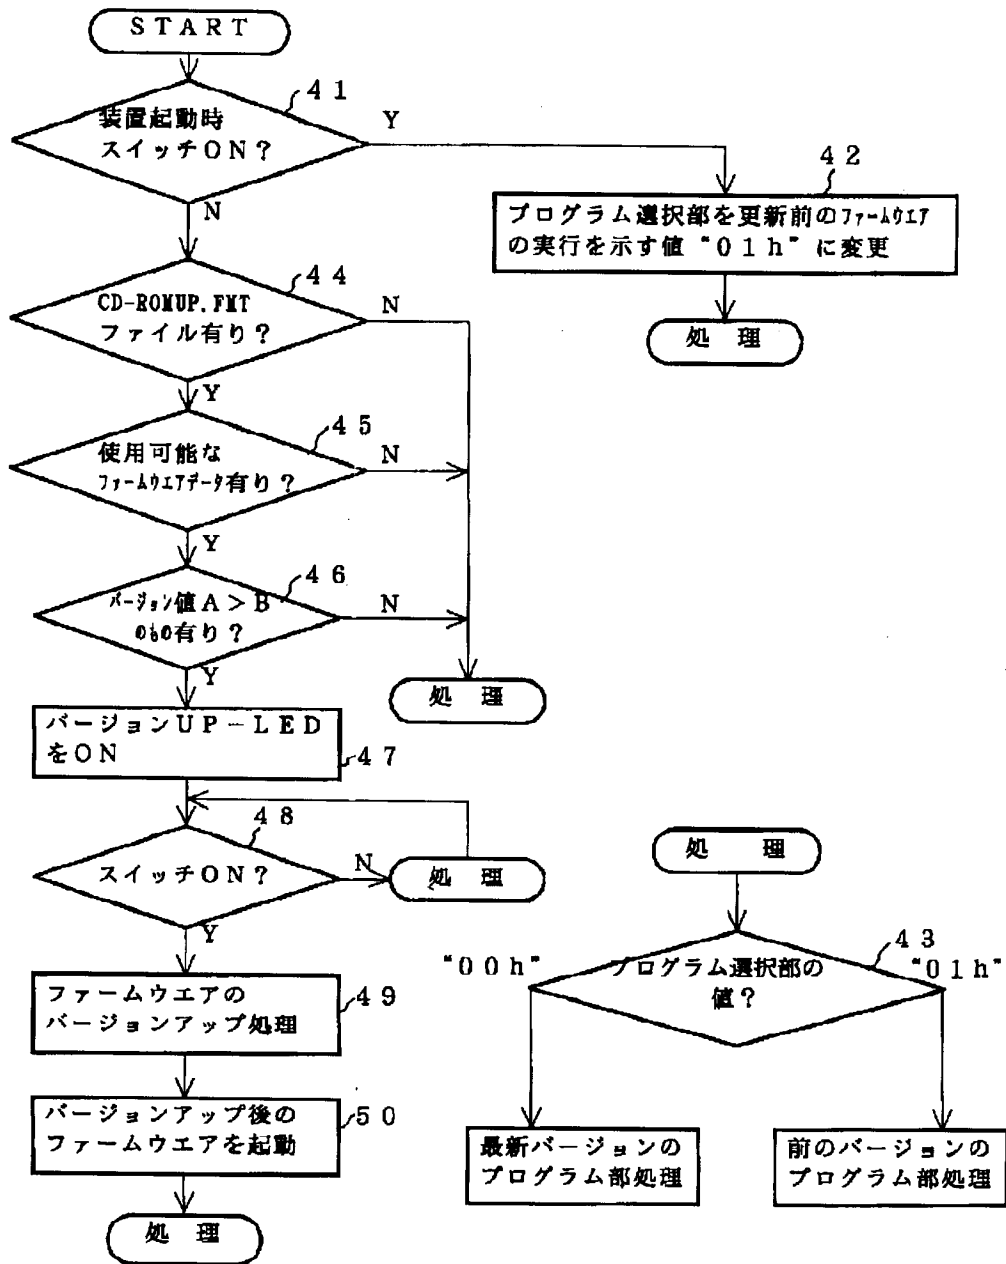 START
41
装置起動時
スイッチON?
Y
N
42
プログラム選択部を更新前のファームウエア
の実行を示す値"01h"に変更
処 理
44
CD-ROMUP.FMT
ファイル有り?
N
Y
45
使用可能な
ファームウエアデータ有り?
N
Y
46
バージョン値A>B
のもの有り?
N
Y
処 理
バージョンUP-LED
をON
47
48
スイッチON?
N
処 理
Y
ファームウエアの
バージョンアップ処理
49
バージョンアップ後の
ファームウエアを起動
50
処 理
処 理
43
"00h"
プログラム選択部の
値?
"01h"
最新バージョンの
プログラム部処理
前のバージョンの
プログラム部処理